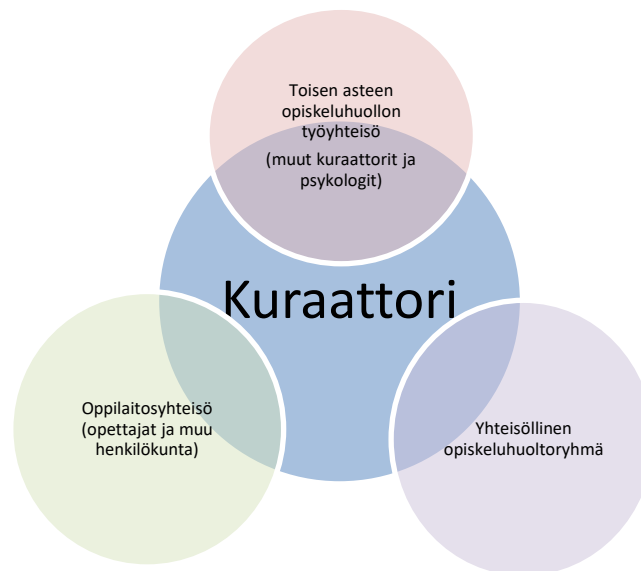 Toisen asteen
opiskeluhuollon
työyhteisö
(muut kuraattorit ja
psykologit)
Kuraattori
Oppilaitosyhteisö
(opettajat ja muu
henkilökunta)
Yhteisöllinen
opiskeluhuoltoryhmä